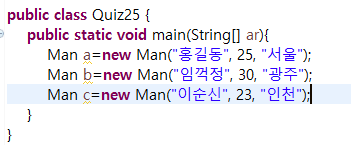 public class Quiz25 {
public static void main(String[] ar){
Man a=new Man("홍길동", 25, "서울");
Man b=new Man("임꺽정", 30, "광주");
Man c=new Man("이순신", 23, "인천");
}
}